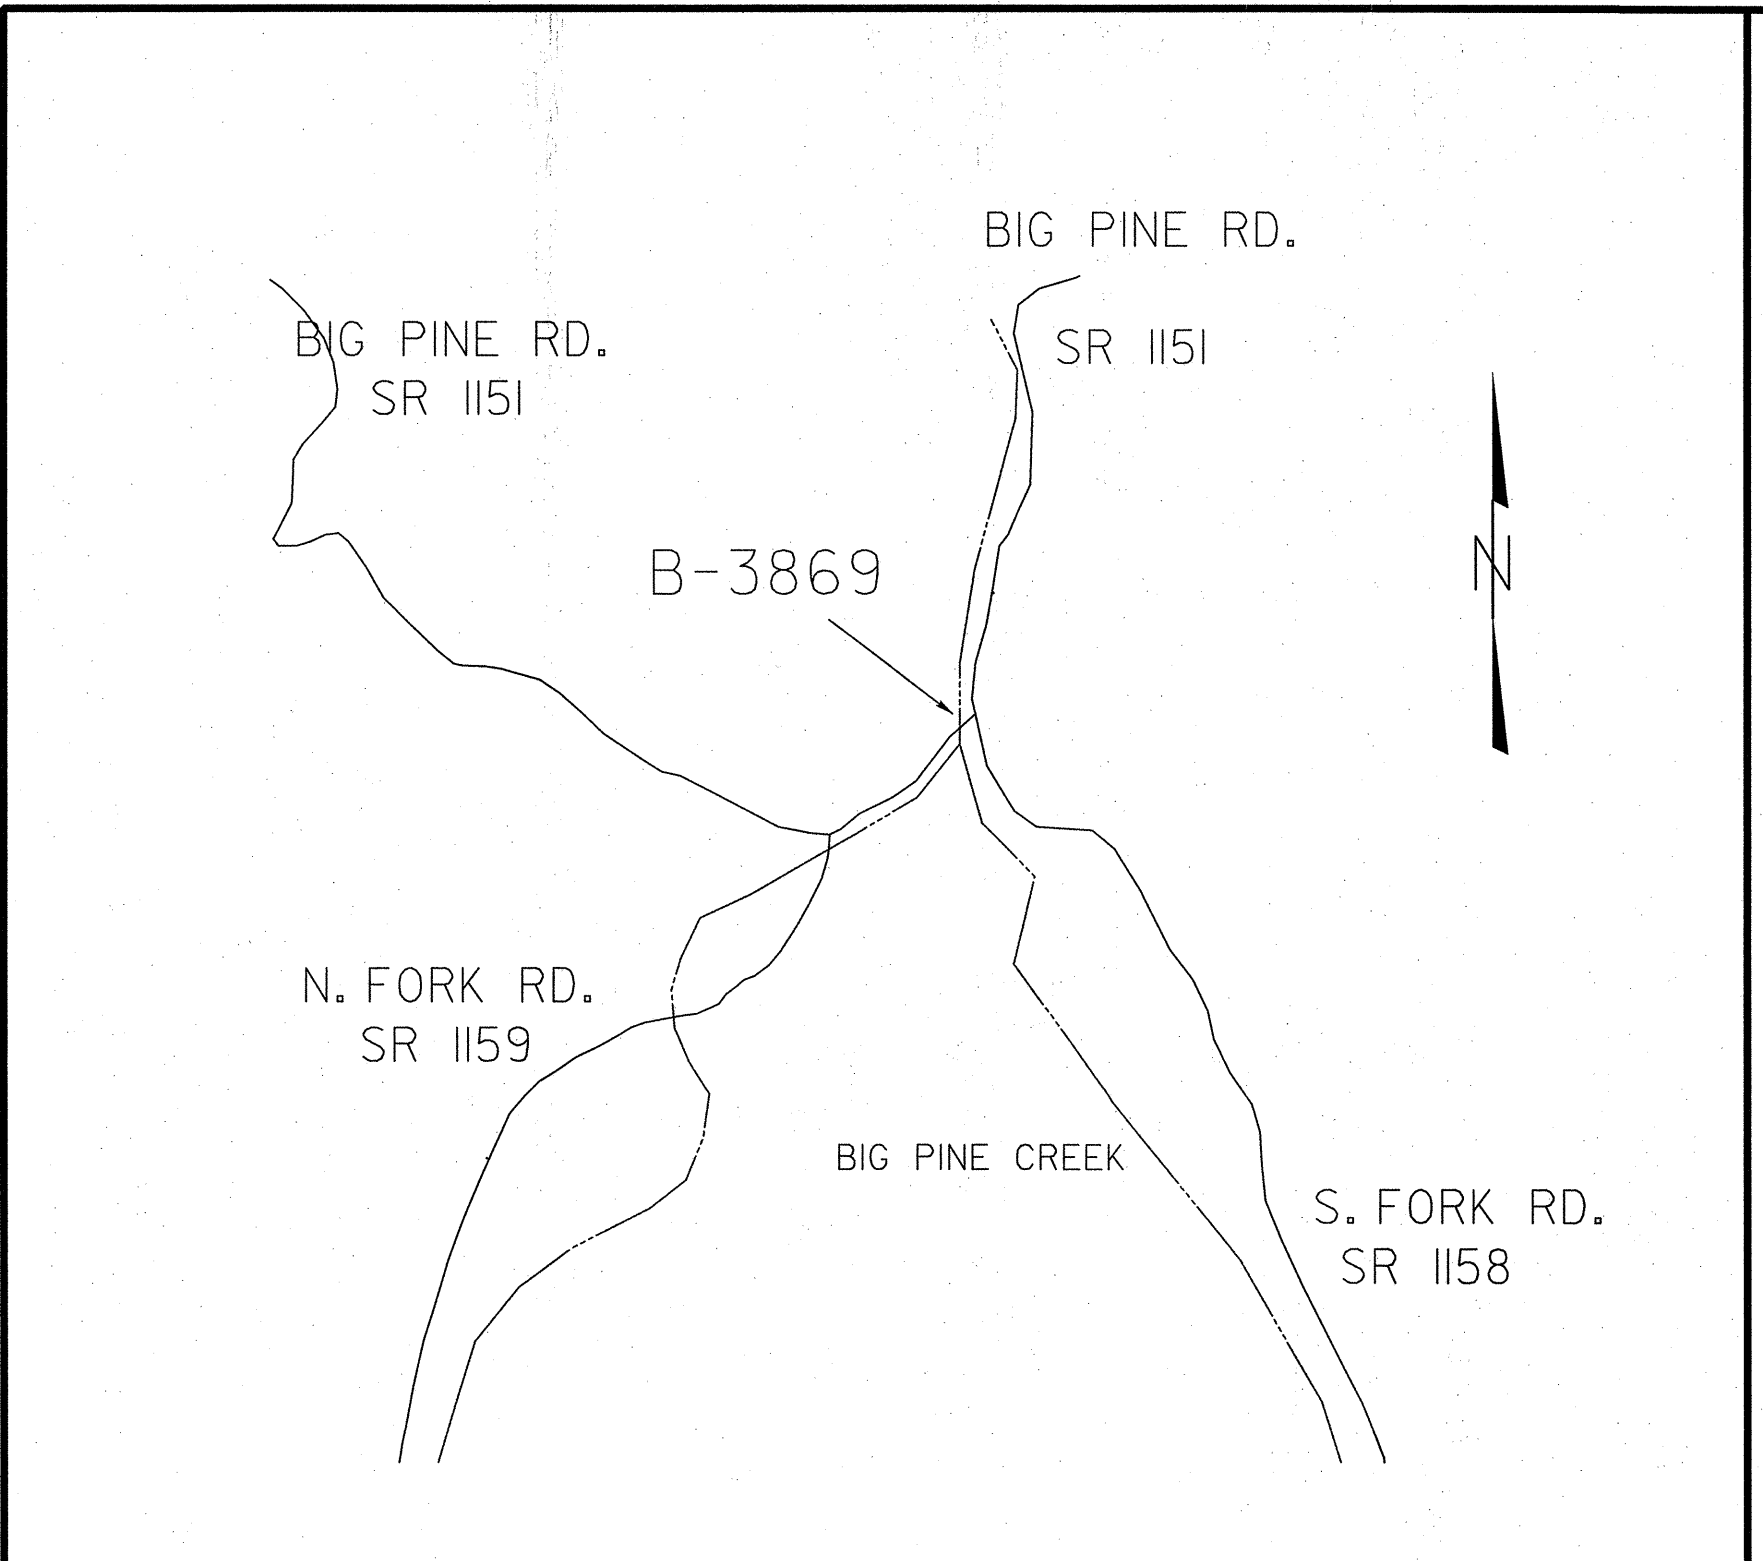 BIG PINE RD.
SR 1151
BIG PINE RD.
SR 1151
B-3869
N
N. FORK RD.
SR 1159
BIG PINE CREEK
S. FORK RD.
SR 1158